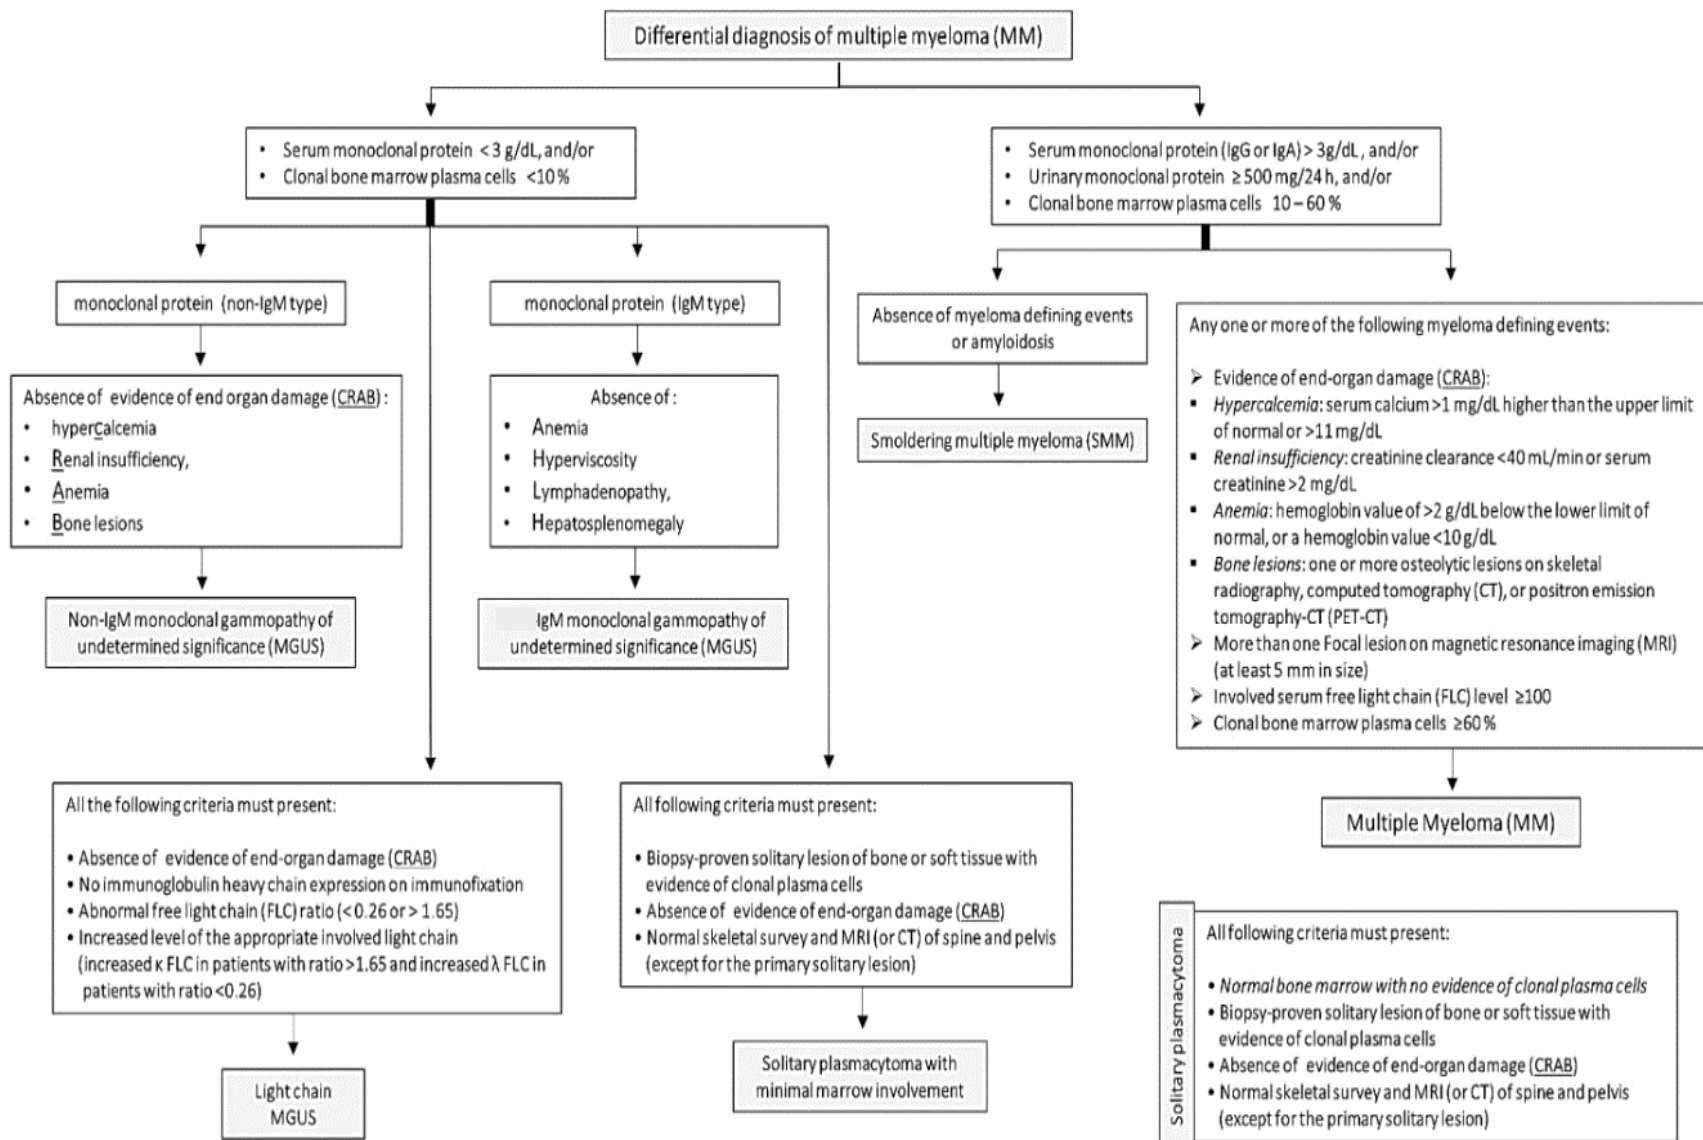 Differential diagnosis of multiple myeloma (MM)
• Serum monoclonal protein < 3 g/dL, and/or
• Clonal bone marrow plasma cells <10 %
• Serum monoclonal protein (IgG or IgA) > 3g/dL , and/or
• Urinary monoclonal protein ≥ 500 mg/24 h, and/or
• Clonal bone marrow plasma cells 10 – 60 %
monoclonal protein (non-IgM type)
monoclonal protein (IgM type)
Absence of myeloma defining events
or amyloidosis
Absence of evidence of end organ damage (CRAB) :
• hypercalcemia
• Renal insufficiency,
• Anemia
• Bone lesions
Absence of :
• Anemia
• Hyperviscosity
• Lymphadenopathy,
• Hepatosplenomegaly
Smoldering multiple myeloma (SMM)
Any one or more of the following myeloma defining events:
➢ Evidence of end-organ damage (CRAB):
▪ Hypercalcemia: serum calcium >1 mg/dL higher than the upper limit
of normal or >11 mg/dL
▪ Renal insufficiency: creatinine clearance <40 mL/min or serum
creatinine >2 mg/dL
▪ Anemia: hemoglobin value of >2 g/dL below the lower limit of
normal, or a hemoglobin value <10 g/dL
▪ Bone lesions: one or more osteolytic lesions on skeletal
radiography, computed tomography (CT), or positron emission
tomography-CT (PET-CT)
➢ More than one Focal lesion on magnetic resonance imaging (MRI)
(at least 5 mm in size)
➢ Involved serum free light chain (FLC) level ≥100
➢ Clonal bone marrow plasma cells ≥60 %
Non-IgM monoclonal gammopathy of
undetermined significance (MGUS)
IgM monoclonal gammopathy of
undetermined significance (MGUS)
Multiple Myeloma (MM)
All the following criteria must present:
• Absence of evidence of end-organ damage (CRAB)
• No immunoglobulin heavy chain expression on immunofixation
• Abnormal free light chain (FLC) ratio (< 0.26 or > 1.65)
• Increased level of the appropriate involved light chain
(increased κ FLC in patients with ratio >1.65 and increased λ FLC in
patients with ratio <0.26)
Light chain
MGUS
All following criteria must present:
• Biopsy-proven solitary lesion of bone or soft tissue with
evidence of clonal plasma cells
• Absence of evidence of end-organ damage (CRAB)
• Normal skeletal survey and MRI (or CT) of spine and pelvis
(except for the primary solitary lesion)
Solitary plasmacytoma with
minimal marrow involvement
Solitary plasmacytoma
All following criteria must present:
• Normal bone marrow with no evidence of clonal plasma cells
• Biopsy-proven solitary lesion of bone or soft tissue with
evidence of clonal plasma cells
• Absence of evidence of end-organ damage (CRAB)
• Normal skeletal survey and MRI (or CT) of spine and pelvis
(except for the primary solitary lesion)